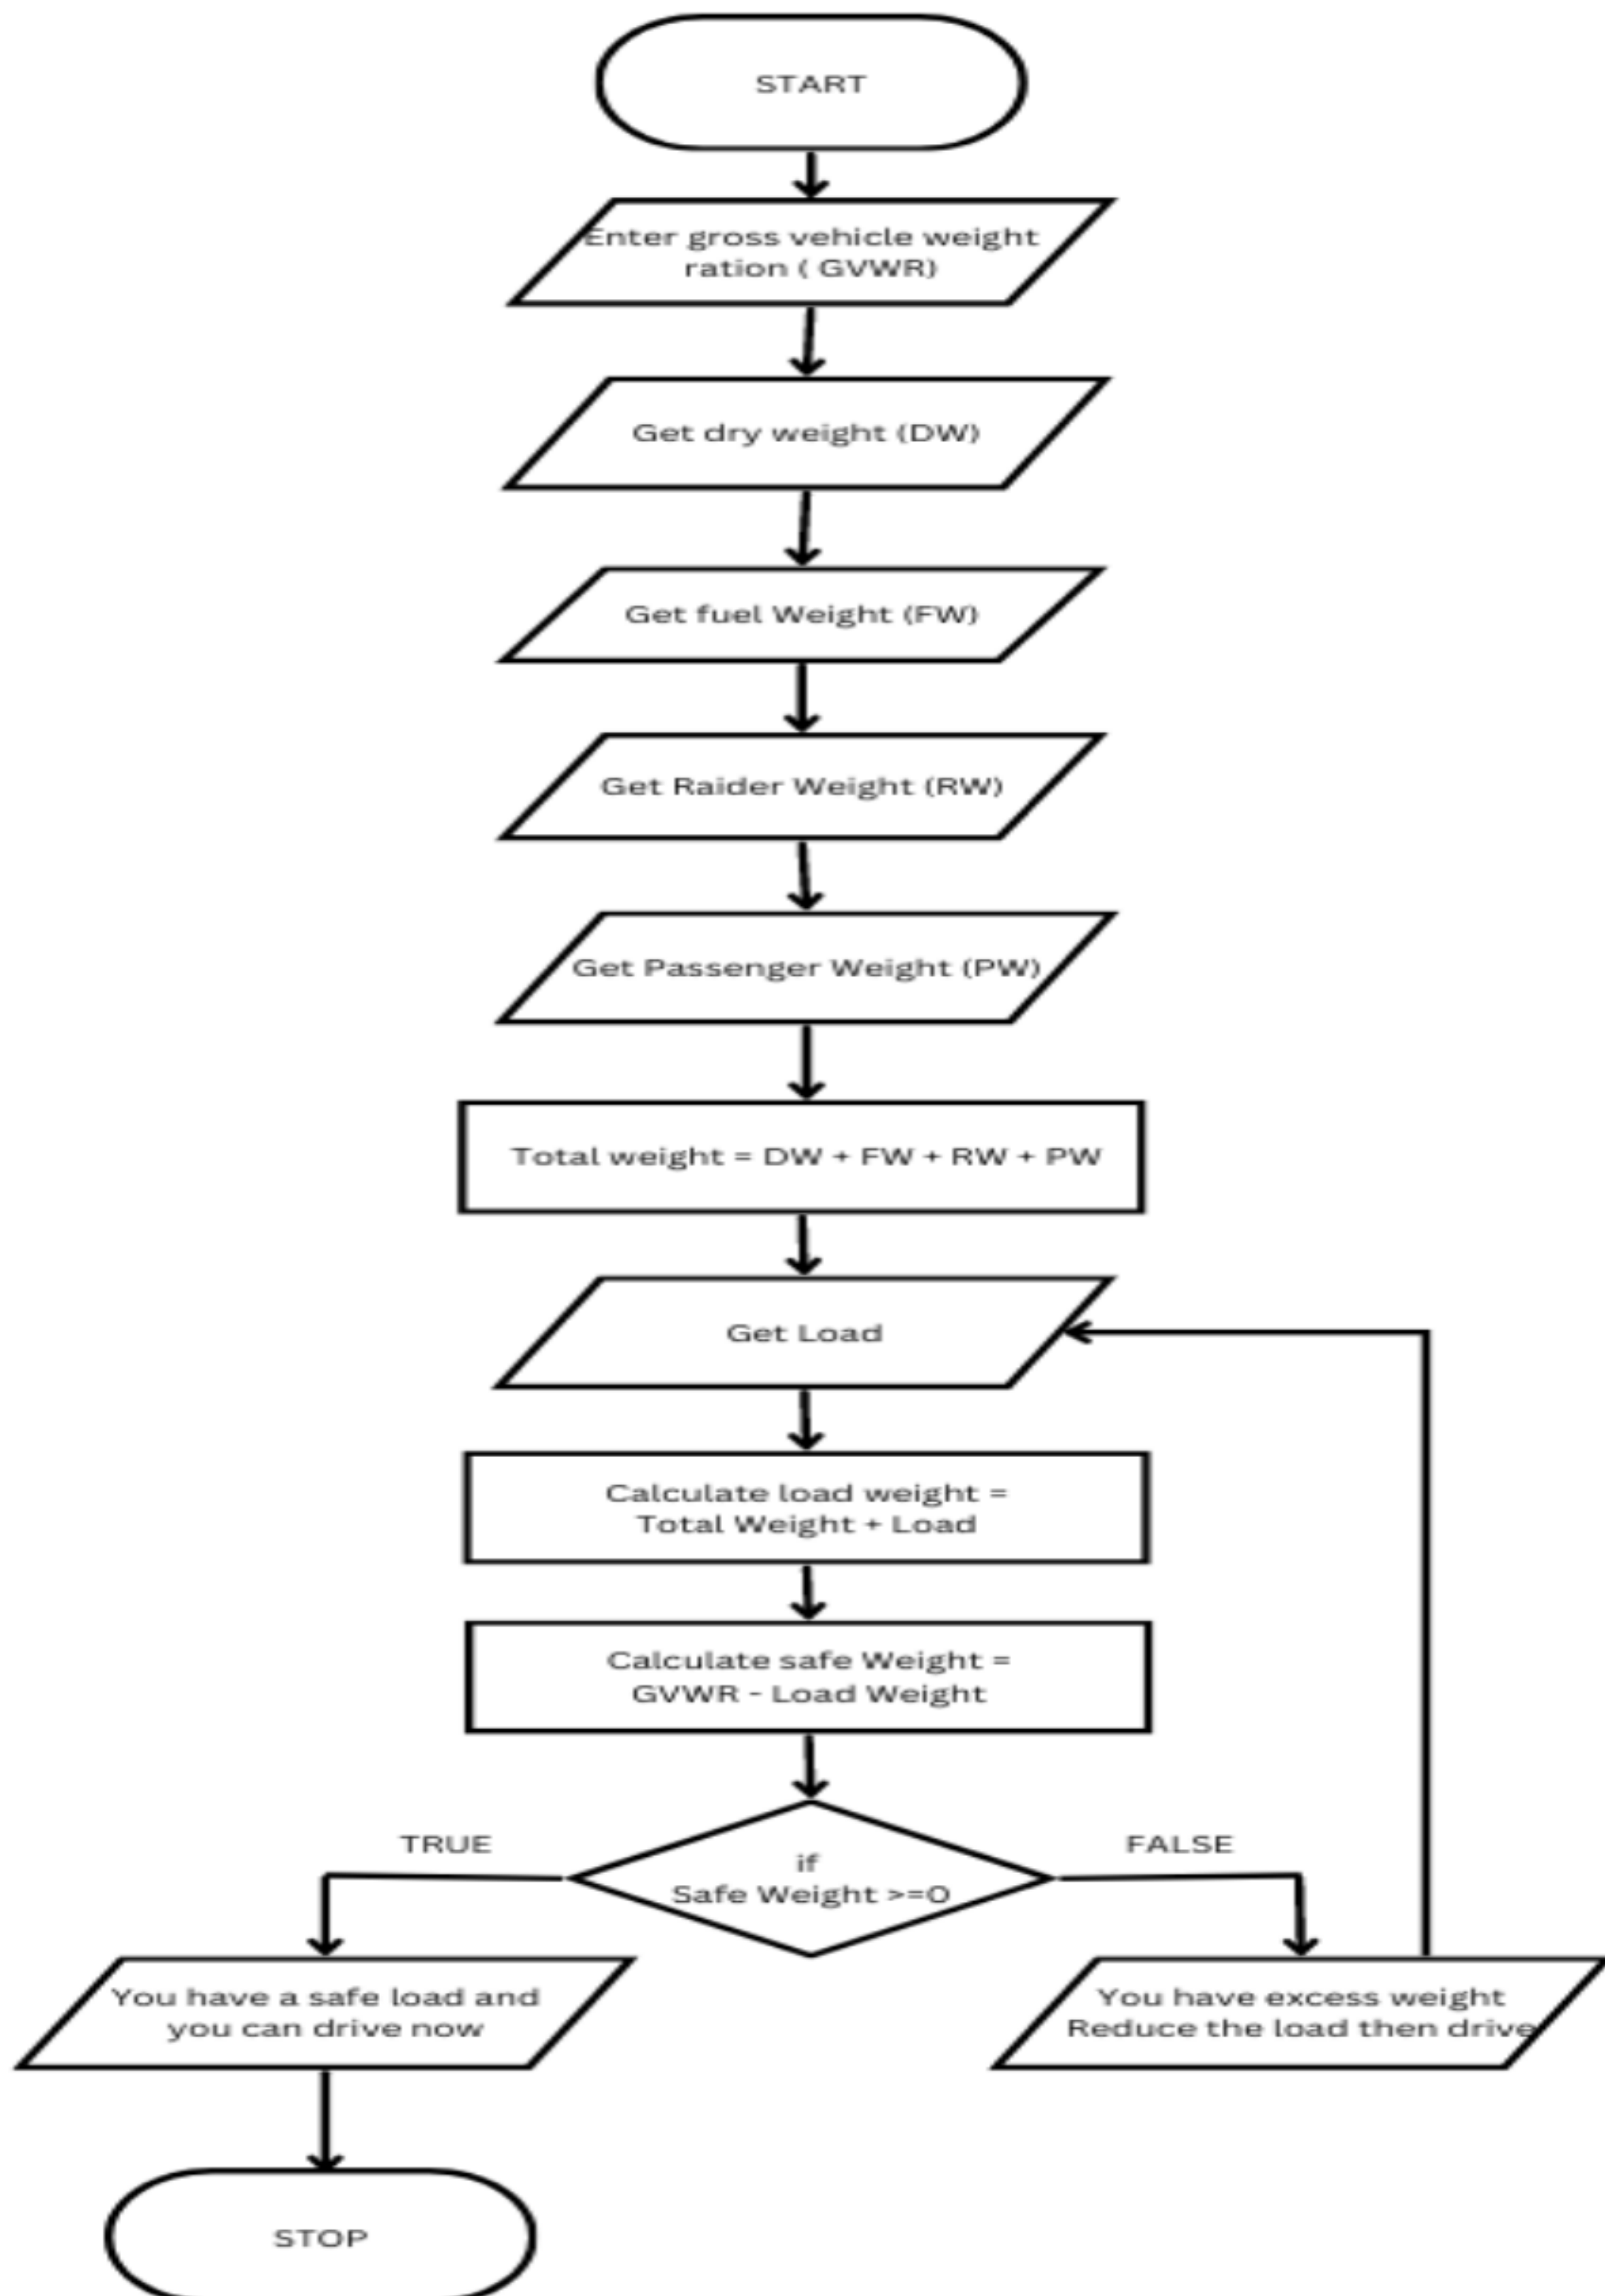 START
Enter gross vehicle weight
ration ( GVWR)
Get dry weight (DW)
Get fuel Weight (FW)
Get Raider Weight (RW)
Get Passenger Weight (PW)
Total weight = DW + FW + RW + PW
Get Load
Calculate load weight =
Total Weight + Load
Calculate safe Weight =
GVWR - Load Weight
TRUE
FALSE
if
Safe Weight >=0
You have a safe load and
you can drive now
You have excess weight
Reduce the load then drive
STOP